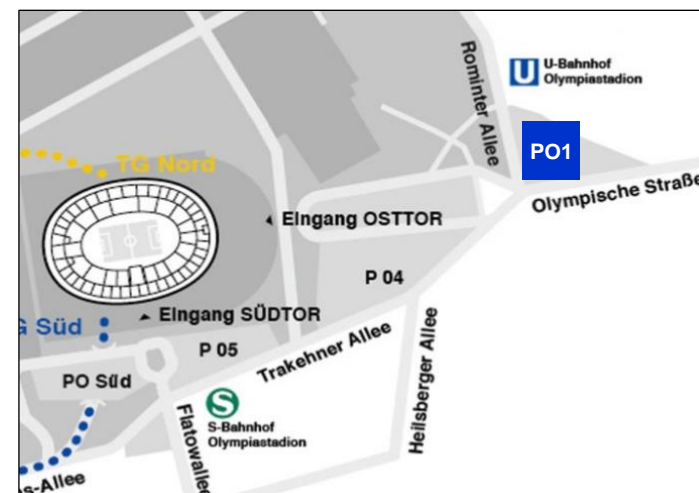 Rominter Allee
U
U-Bahnhof
Olympiastadion
PO1
Olympische Straße
TG Nord
Eingang OSTTOR
P 04
Eingang SÜDTOR
G Süd
P 05
Trakehner Allee
Heilsberger Allee
PO Süd
S
S-Bahnhof
Olympiastadion
Flatowallee
s-Allee